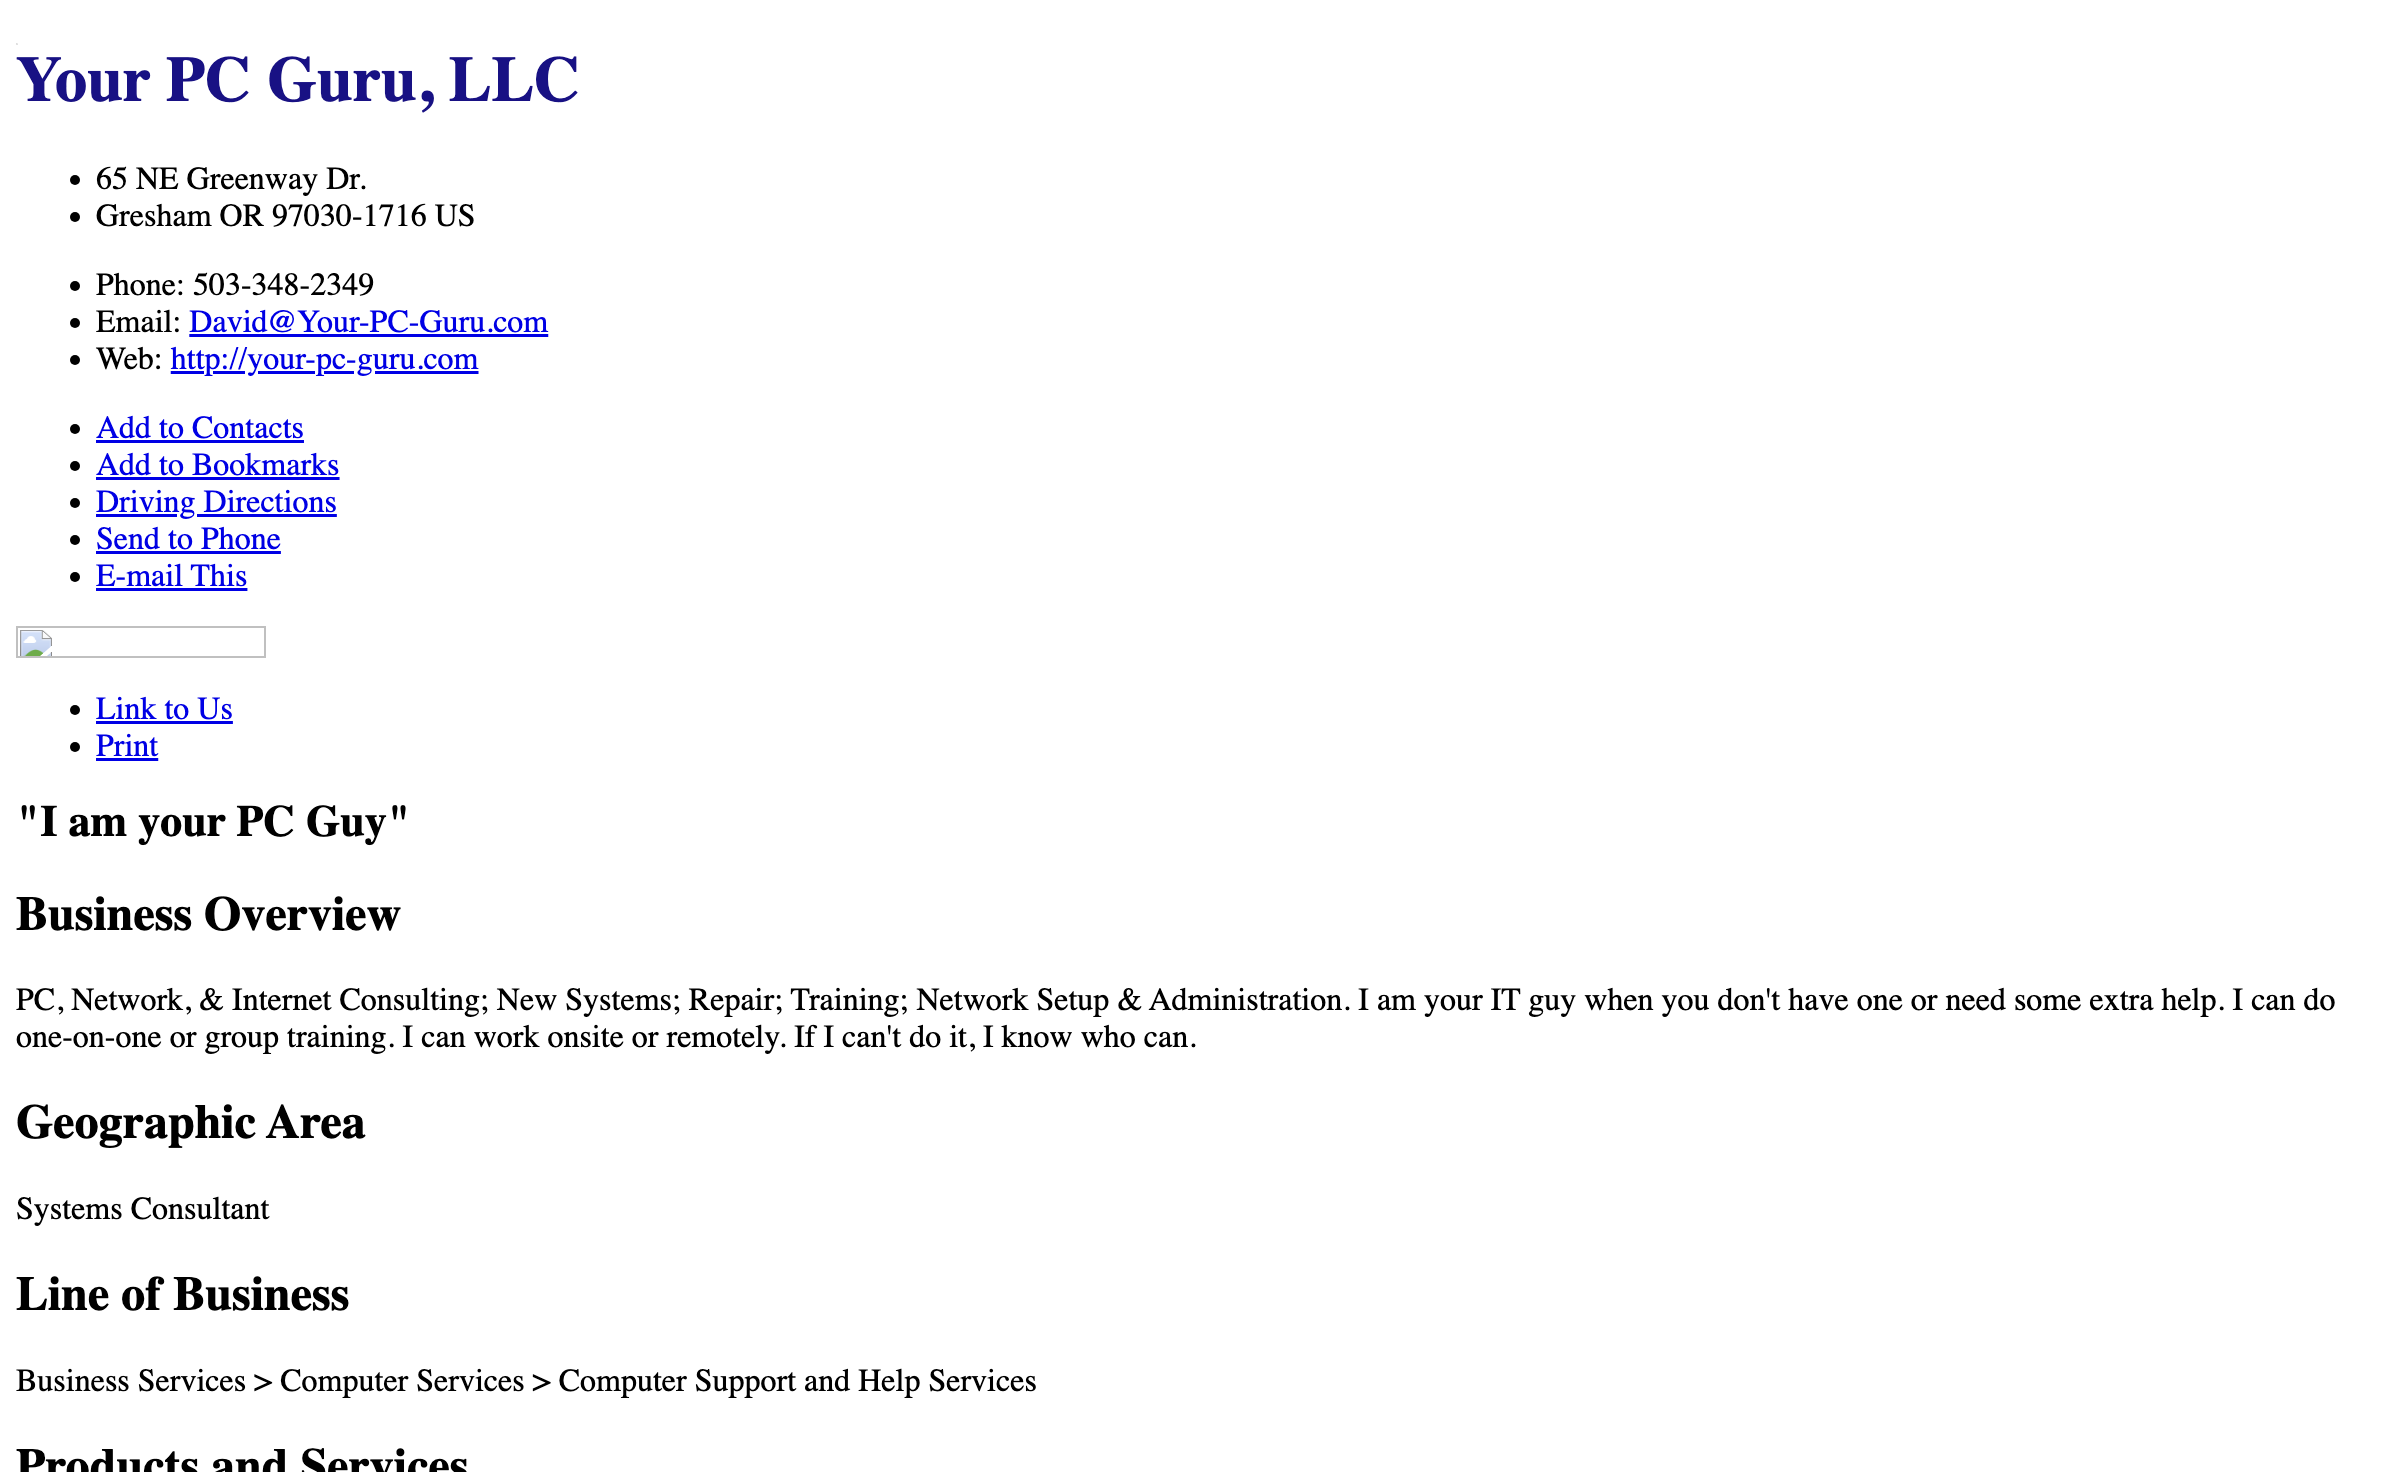 Your PC Guru, LLC
65 NE Greenway Dr.
Gresham OR 97030-1716 US
Phone: 503-348-2349
Email: David@Your-PC-Guru.com
Web: http://your-pc-guru.com
Add to Contacts
Add to Bookmarks
Driving Directions
Send to Phone
E-mail This
Link to Us
Print
"I am your PC Guy"
Business Overview
PC, Network, & Internet Consulting; New Systems; Repair; Training; Network Setup & Administration. I am your IT guy when you don't have one or need some extra help. I can do
one-on-one or group training. I can work onsite or remotely. If I can't do it, I know who can.
Geographic Area
Systems Consultant
Line of Business
Business Services > Computer Services > Computer Support and Help Services
Products and Services